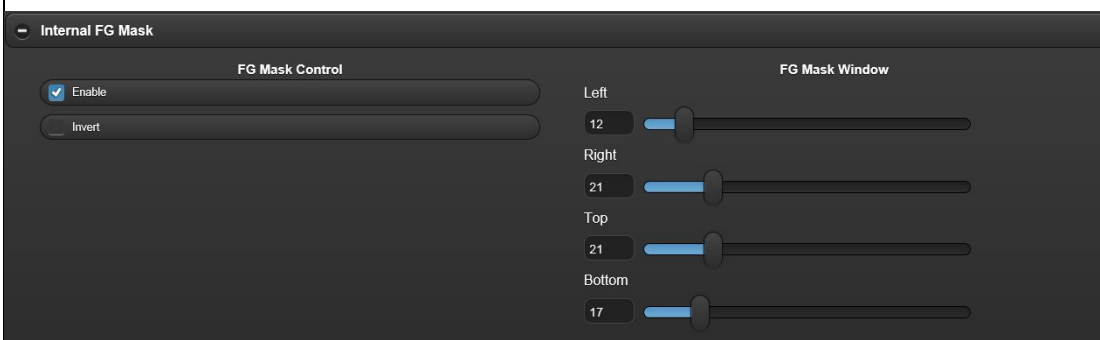 Internal FG Mask
FG Mask Control
Enable
Invert
FG Mask Window
Left
12
Right
21
Top
21
Bottom
17